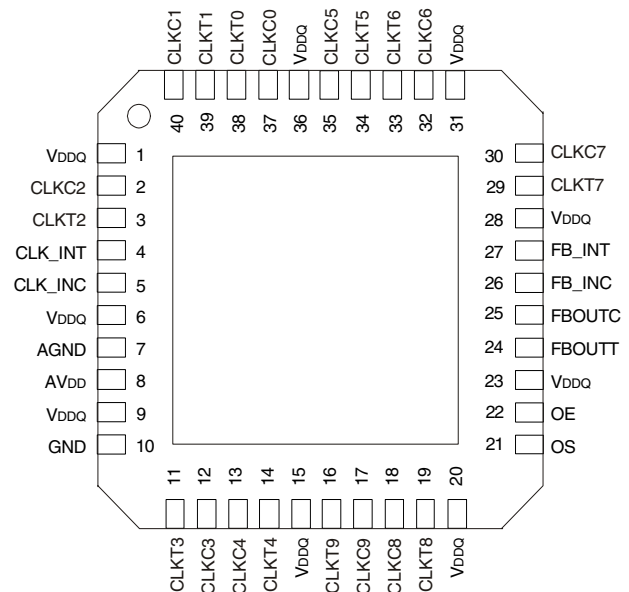 CLKC1
CLKT1
CLKT0
CLKC0
VDDQ
CLKC5
CLKT5
CLKT6
CLKC6
VDDQ
40 39 38 37 36 35 34 33 32 31
VDDQ 1
CLKC2 2
CLKT2 3
CLK_INT 4
CLK_INC 5
VDDQ 6
AGND 7
AVDD 8
VDDQ 9
GND 10
30 CLKC7
29 CLKT7
28 VDDQ
27 FB_INT
26 FB_INC
25 FBOUTC
24 FBOUTT
23 VDDQ
22 OE
21 OS
11 12 13 14 15 16 17 18 19 20
CLKT3
CLKC3
CLKC4
CLKT4
VDDQ
CLKT9
CLKC9
CLKC8
CLKT8
VDDQ